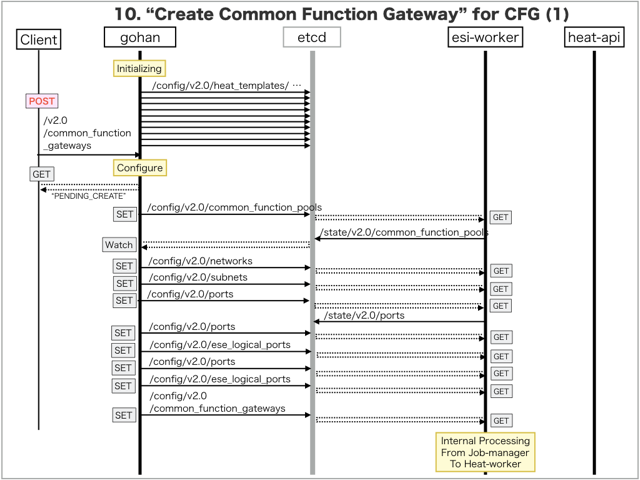 10. “Create Common Function Gateway” for CFG (1)
Client
gohan
etcd
esi-worker
heat-api
Initializing
/config/v2.0/heat_templates/ …
POST
/v2.0
/common_function
_gateways
Configure
GET
"PENDING_CREATE"
SET
/config/v2.0/common_function_pools
GET
/state/v2.0/common_function_pools
Watch
SET
/config/v2.0/networks
GET
SET
/config/v2.0/subnets
GET
SET
/config/v2.0/ports
GET
/state/v2.0/ports
SET
/config/v2.0/ports
GET
SET
/config/v2.0/ese_logical_ports
GET
SET
/config/v2.0/ports
GET
SET
/config/v2.0/ese_logical_ports
GET
/config/v2.0
/common_function_gateways
SET
GET
Internal Processing
From Job-manager
To Heat-worker